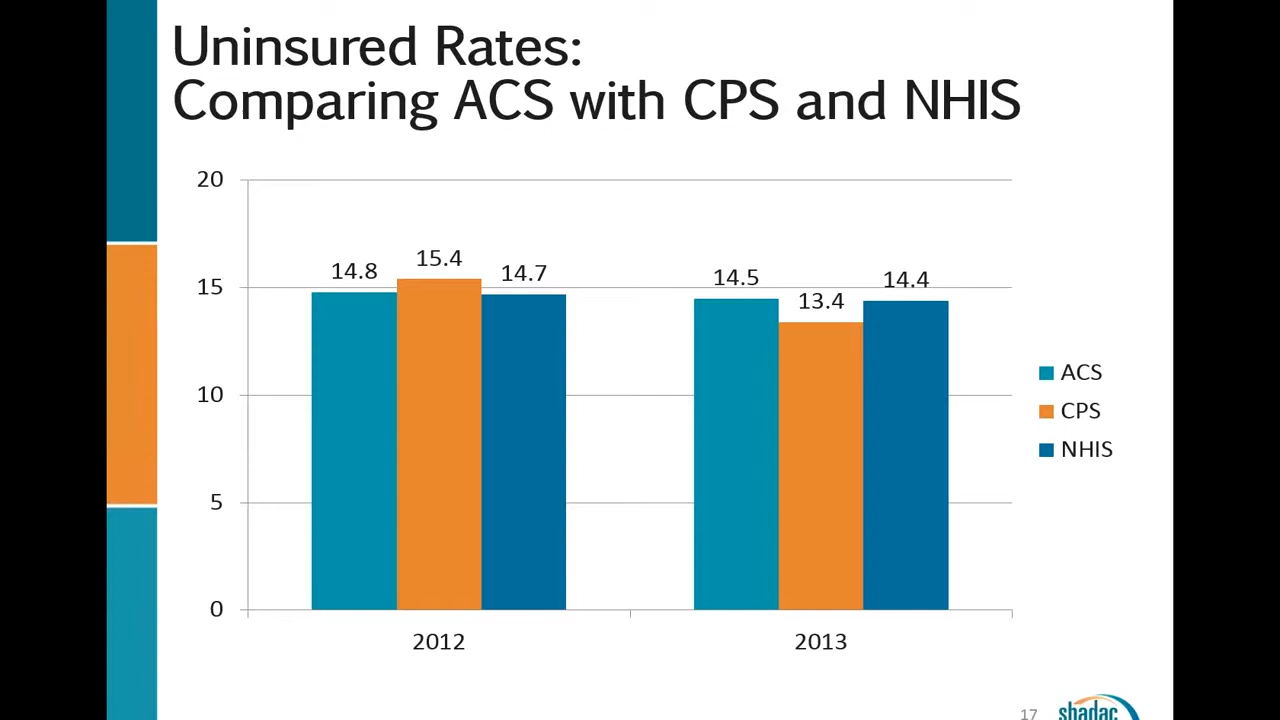 Uninsured Rates:
Comparing ACS with CPS and NHIS
20
15
10
5
0
14.8
15.4
14.7
14.5
13.4
14.4
2012
2013
ACS
CPS
NHIS
17
shadac